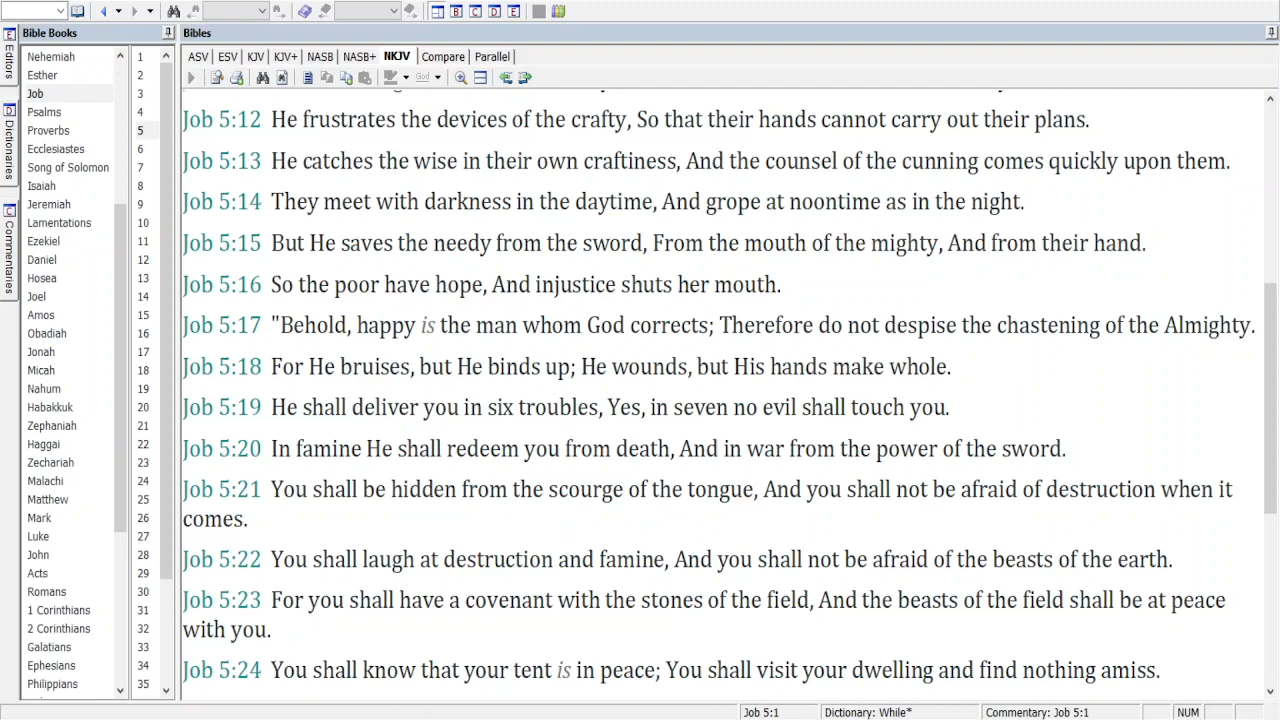 Bible Books
Bibles
Editors
Dictionaries
Commentaries
E
D
C
B C D E
ASV ESV KJV KJV+ NASB NASB+ NKJV Compare Parallel
God
Nehemiah
Esther
Job
Psalms
Proverbs
Ecclesiastes
Song of Solomon
Isaiah
Jeremiah
Lamentations
Ezekiel
Daniel
Hosea
Joel
Amos
Obadiah
Jonah
Micah
Nahum
Habakkuk
Zephaniah
Haggai
Zechariah
Malachi
Matthew
Mark
Luke
John
Acts
Romans
1 Corinthians
2 Corinthians
Galatians
Ephesians
Philippians
1
2
3
4
5
6
7
8
9
10
11
12
13
14
15
16
17
18
19
20
21
22
23
24
25
26
27
28
29
30
31
32
33
34
35
Job 5:12 He frustrates the devices of the crafty, So that their hands cannot carry out their plans.
Job 5:13 He catches the wise in their own craftiness, And the counsel of the cunning comes quickly upon them.
Job 5:14 They meet with darkness in the daytime, And grope at noontime as in the night.
Job 5:15 But He saves the needy from the sword, From the mouth of the mighty, And from their hand.
Job 5:16 So the poor have hope, And injustice shuts her mouth.
Job 5:17 "Behold, happy is the man whom God corrects; Therefore do not despise the chastening of the Almighty.
Job 5:18 For He bruises, but He binds up; He wounds, but His hands make whole.
Job 5:19 He shall deliver you in six troubles, Yes, in seven no evil shall touch you.
Job 5:20 In famine He shall redeem you from death, And in war from the power of the sword.
Job 5:21 You shall be hidden from the scourge of the tongue, And you shall not be afraid of destruction when it
comes.
Job 5:22 You shall laugh at destruction and famine, And you shall not be afraid of the beasts of the earth.
Job 5:23 For you shall have a covenant with the stones of the field, And the beasts of the field shall be at peace
with you.
Job 5:24 You shall know that your tent is in peace; You shall visit your dwelling and find nothing amiss.
Job 5:1 Dictionary: While* Commentary: Job 5:1 NUM